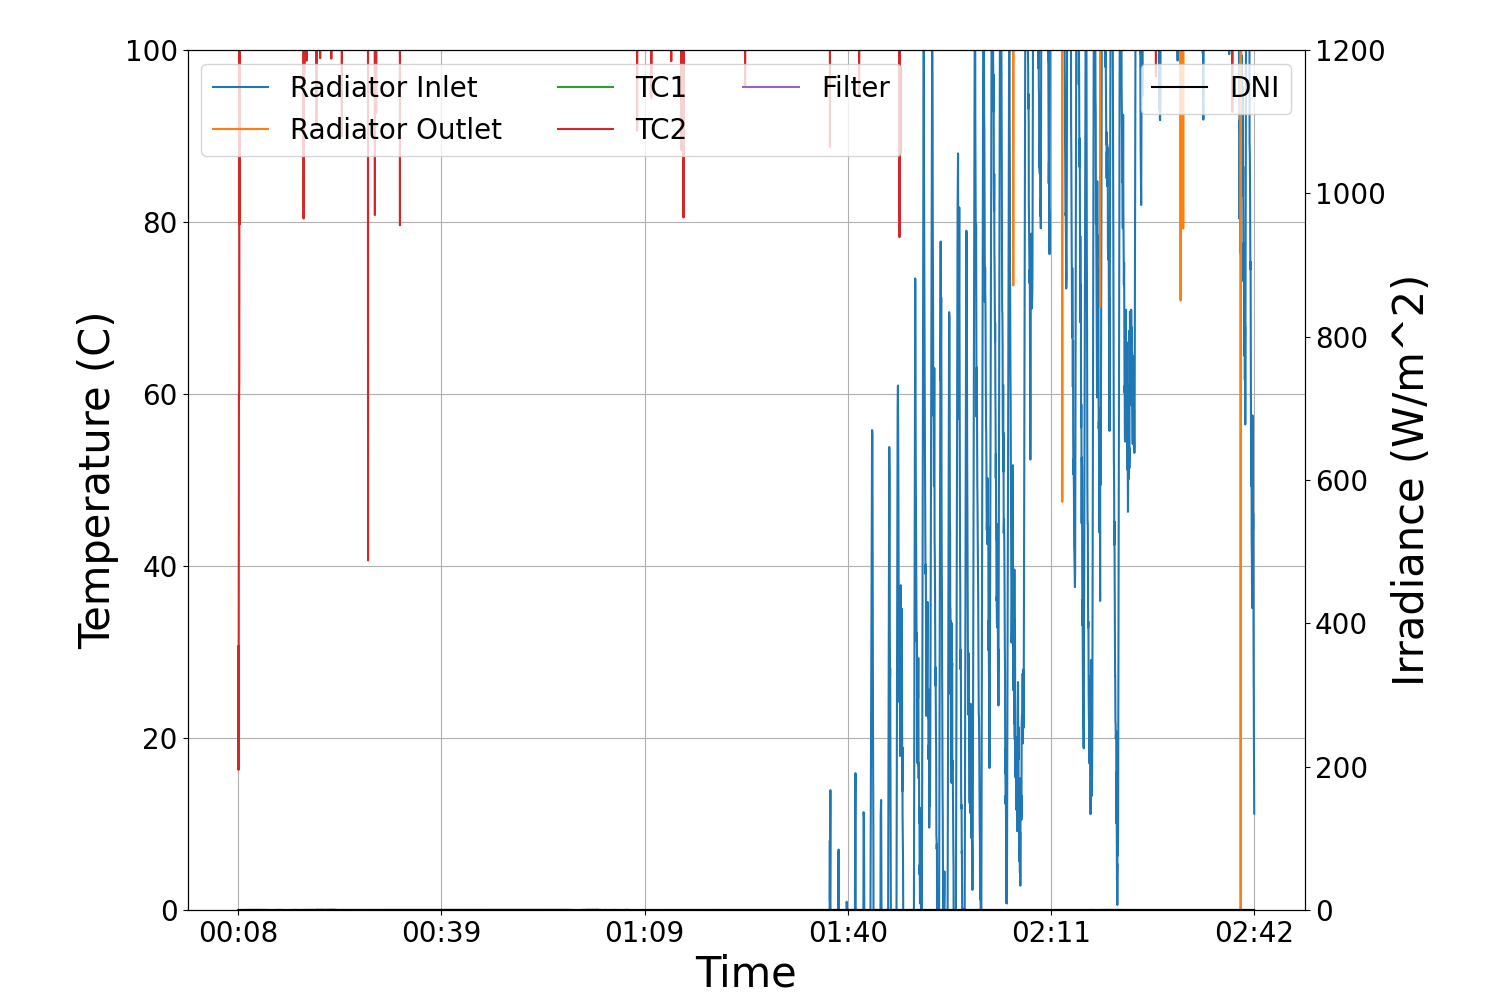 100
80
60
40
20
0
Temperature (C)
Radiator Inlet
Radiator Outlet
TC1
TC2
Filter
DNI
1200
1000
800
600
400
200
0
Irradiance (W/m^2)
00:08 00:39 01:09 01:40 02:11 02:42
Time